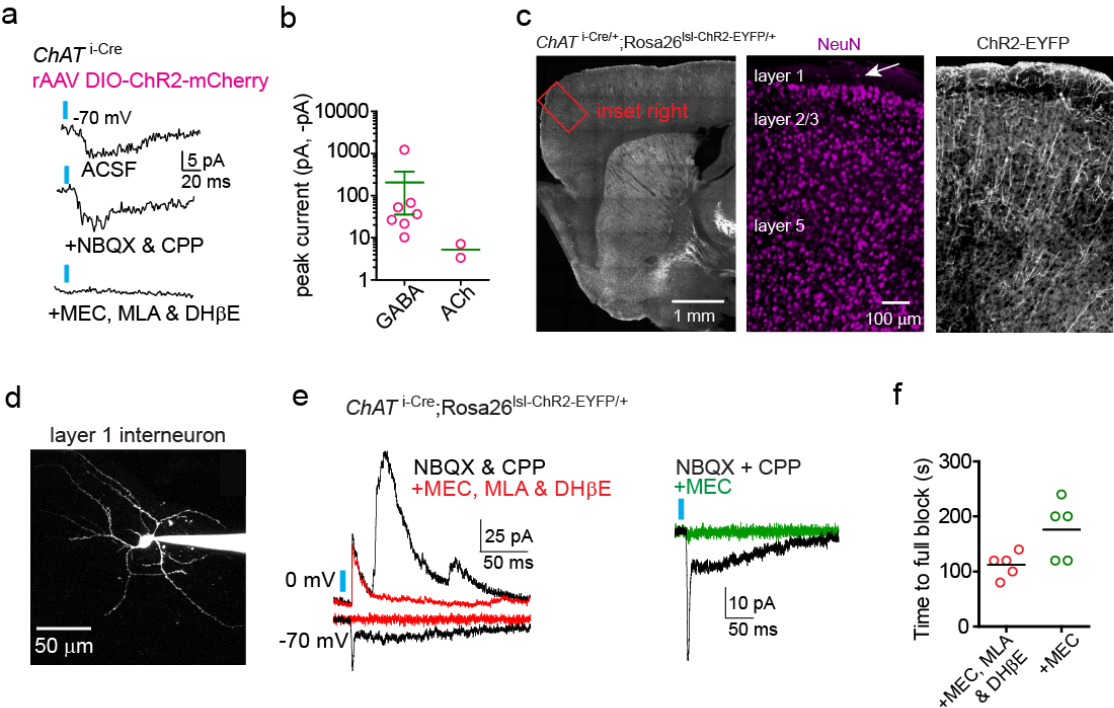 a
ChAT i-Cre
rAAV DIO-ChR2-mCherry
-70 mV
ACSF
5 pA
20 ms
+NBQX & CPP
+MEC, MLA & DHβE
b
peak current (pA, -pA)
10000
1000
100
10
1
GABA
ACh
c
ChAT i-Cre/+;Rosa26lsl-ChR2-EYFP/+
inset right
1 mm
NeuN
layer 1
layer 2/3
layer 5
100 μm
ChR2-EYFP
d
layer 1 interneuron
50 μm
e
ChAT i-Cre;Rosa26lsl-ChR2-EYFP/+
NBQX & CPP
+MEC, MLA & DHβE
25 pA
50 ms
0 mV
-70 mV
NBQX + CPP
+MEC
10 pA
50 ms
f
Time to full block (s)
300
200
100
0
+MEC, MLA
& DHβE
+MEC